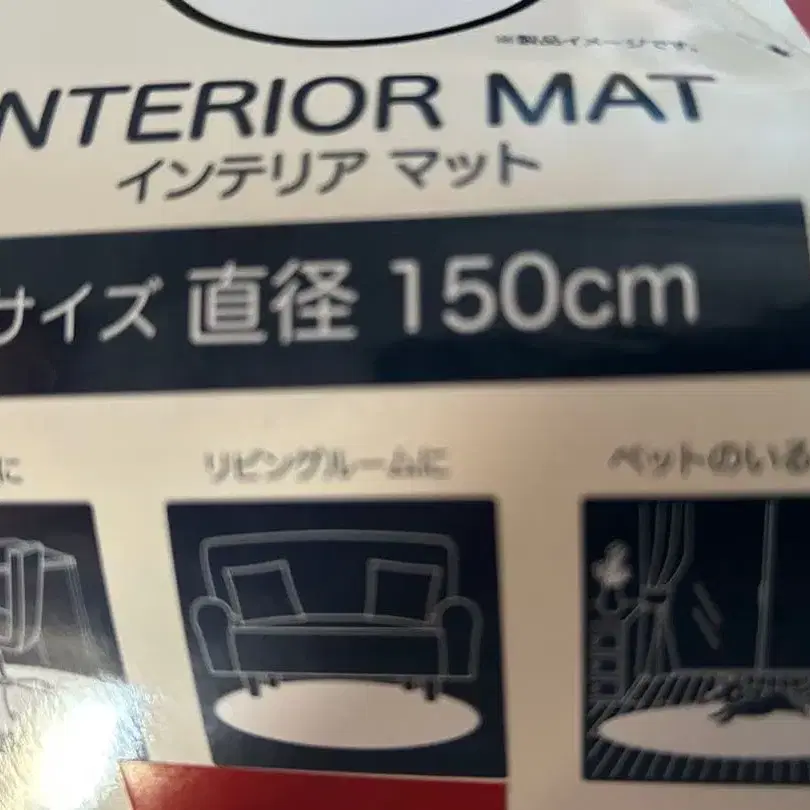 ※製品イメージです。
INTERIOR MAT
インテリア マット
サイズ 直径 150cm
に
リビングルームに
ペットのいる